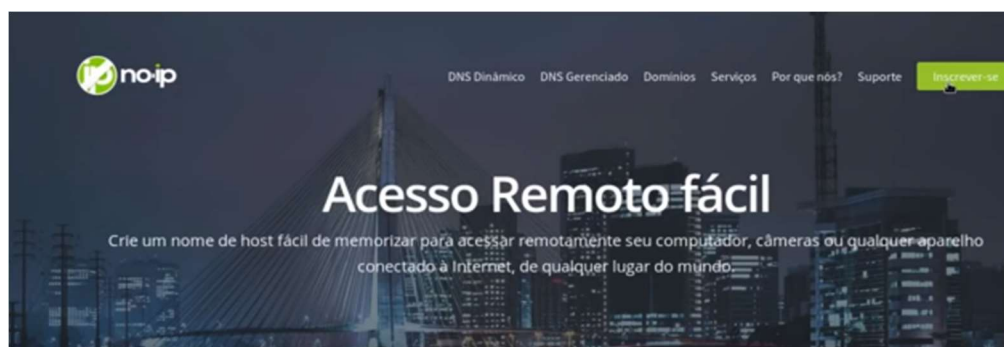 no-ip
DNS Dinâmico DNS Gerenciado Domínios Serviços Por que nós? Suporte Inscrever-se
Acesso Remoto fácil
Crie um nome de host fácil de memorizar para acessar remotamente seu computador, câmeras ou qualquer aparelho
conectado à Internet, de qualquer lugar do mundo.